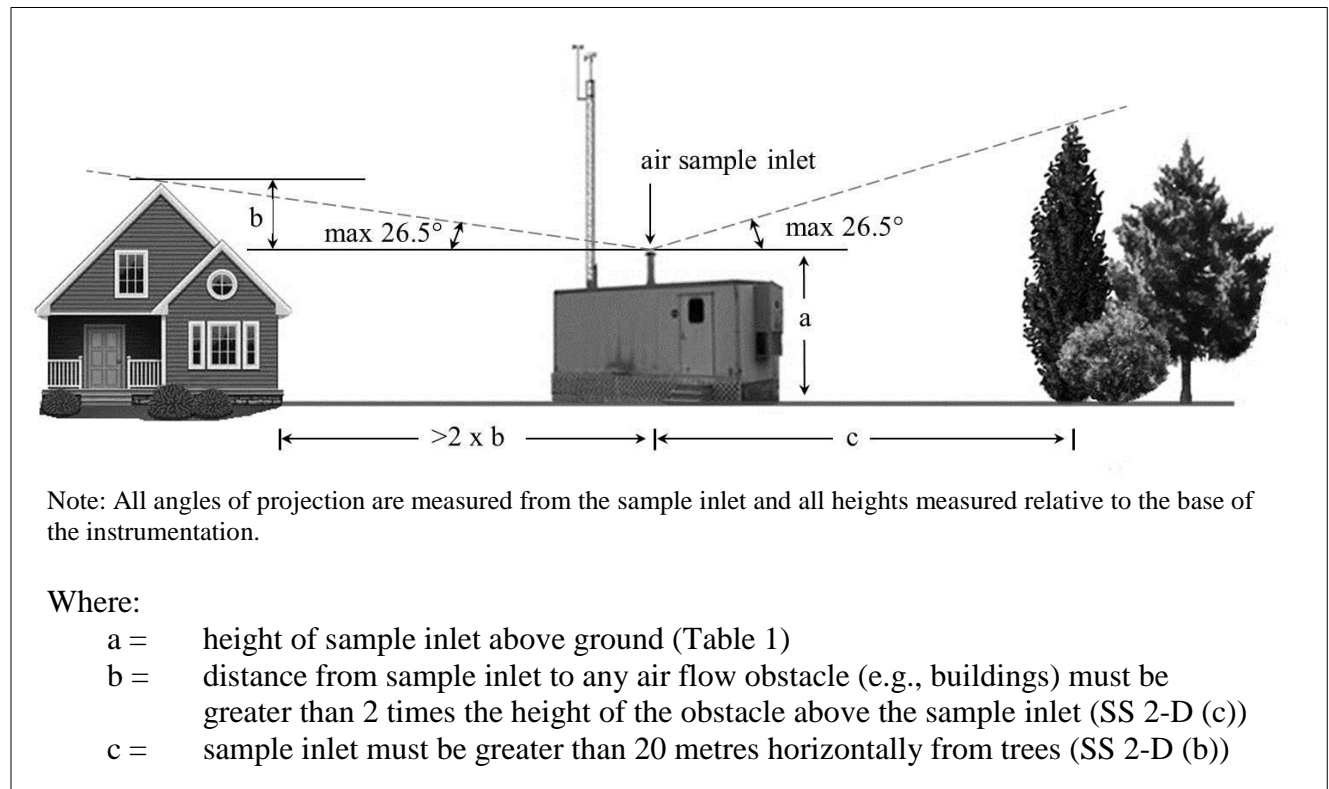 air sample inlet
b
max 26.5°
max 26.5°
a
>2 x b
c
Note: All angles of projection are measured from the sample inlet and all heights measured relative to the base of
the instrumentation.
Where:
a = height of sample inlet above ground (Table 1)
b = distance from sample inlet to any air flow obstacle (e.g., buildings) must be
greater than 2 times the height of the obstacle above the sample inlet (SS 2-D (c))
c = sample inlet must be greater than 20 metres horizontally from trees (SS 2-D (b))